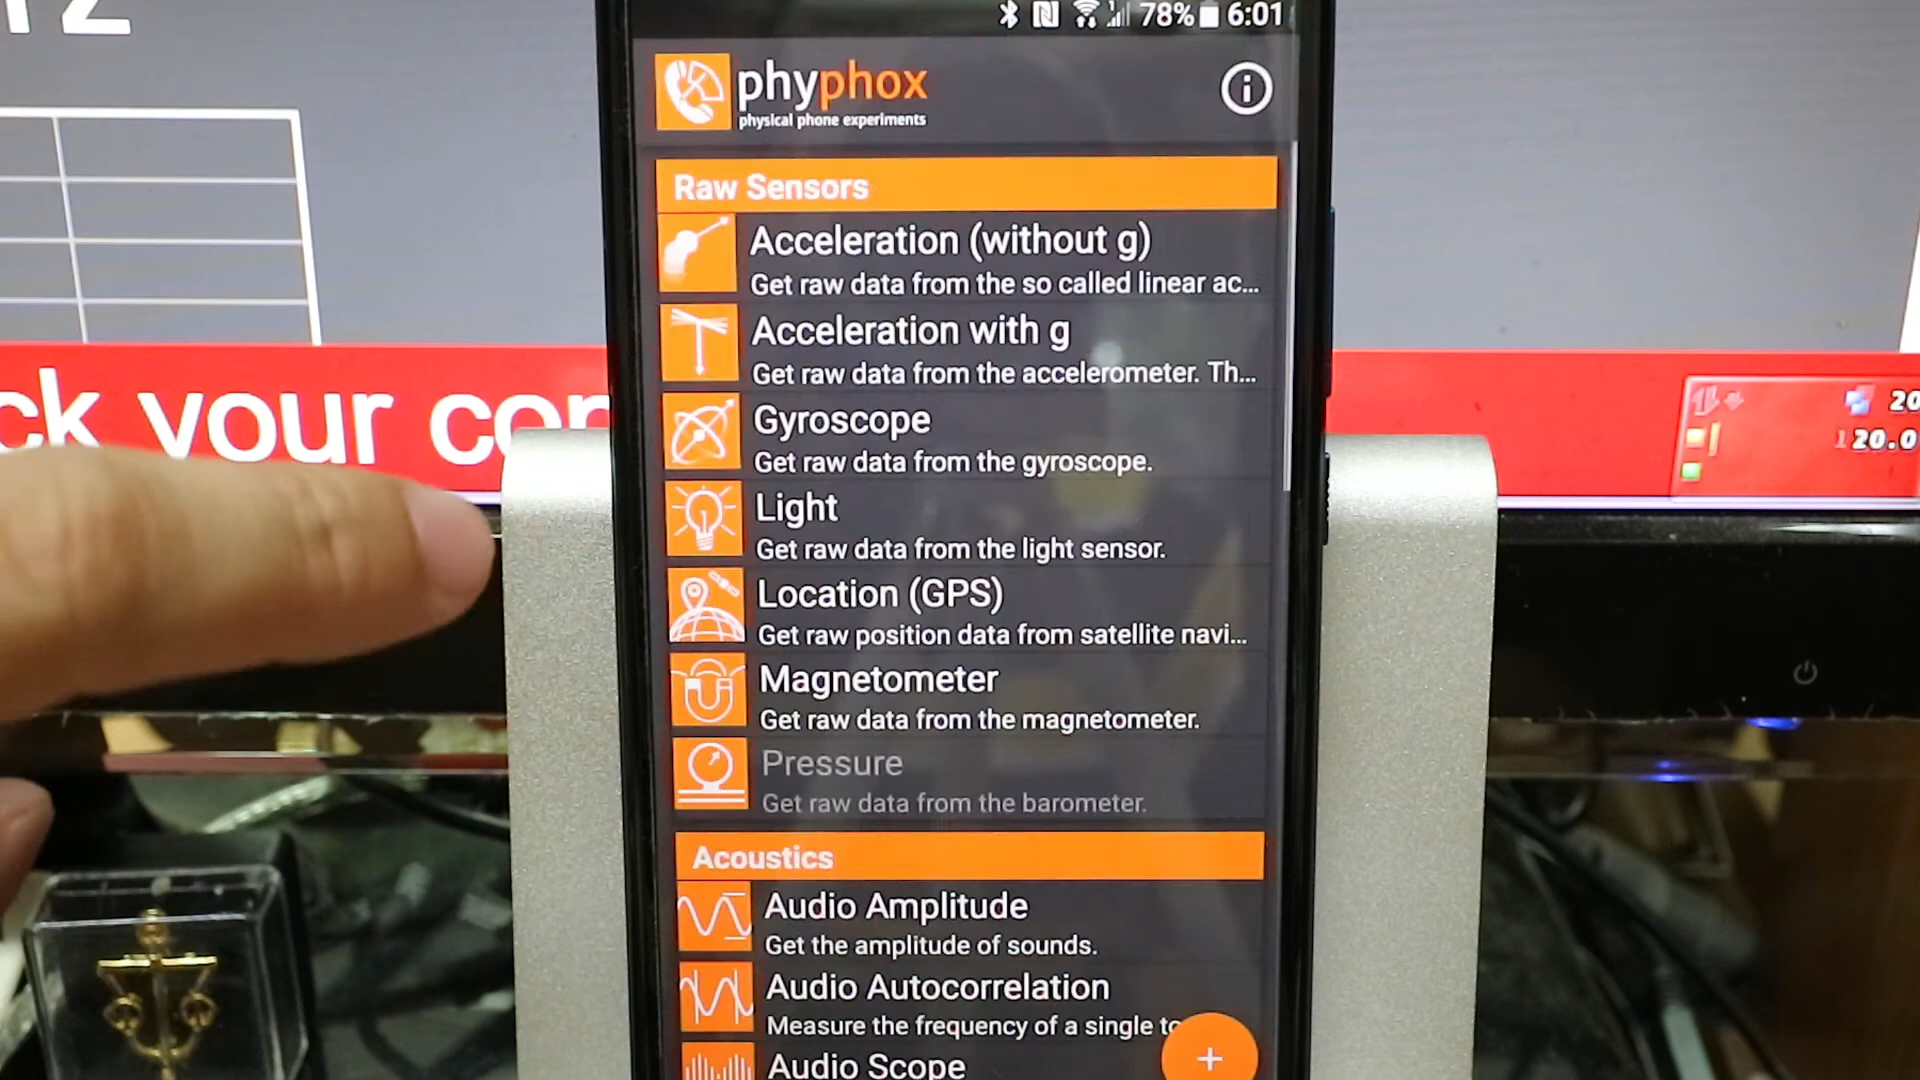 78% 6:01
phyphox
physical phone experiments
Raw Sensors
Acceleration (without g)
Get raw data from the so called linear ac...
Acceleration with g
Get raw data from the accelerometer. Th...
Gyroscope
Get raw data from the gyroscope.
Light
Get raw data from the light sensor.
Location (GPS)
Get raw position data from satellite navi...
Magnetometer
Get raw data from the magnetometer.
Pressure
Get raw data from the barometer.
Acoustics
Audio Amplitude
Get the amplitude of sounds.
Audio Autocorrelation
Measure the frequency of a single to
Audio Scope
+
ck your con
20
120.0